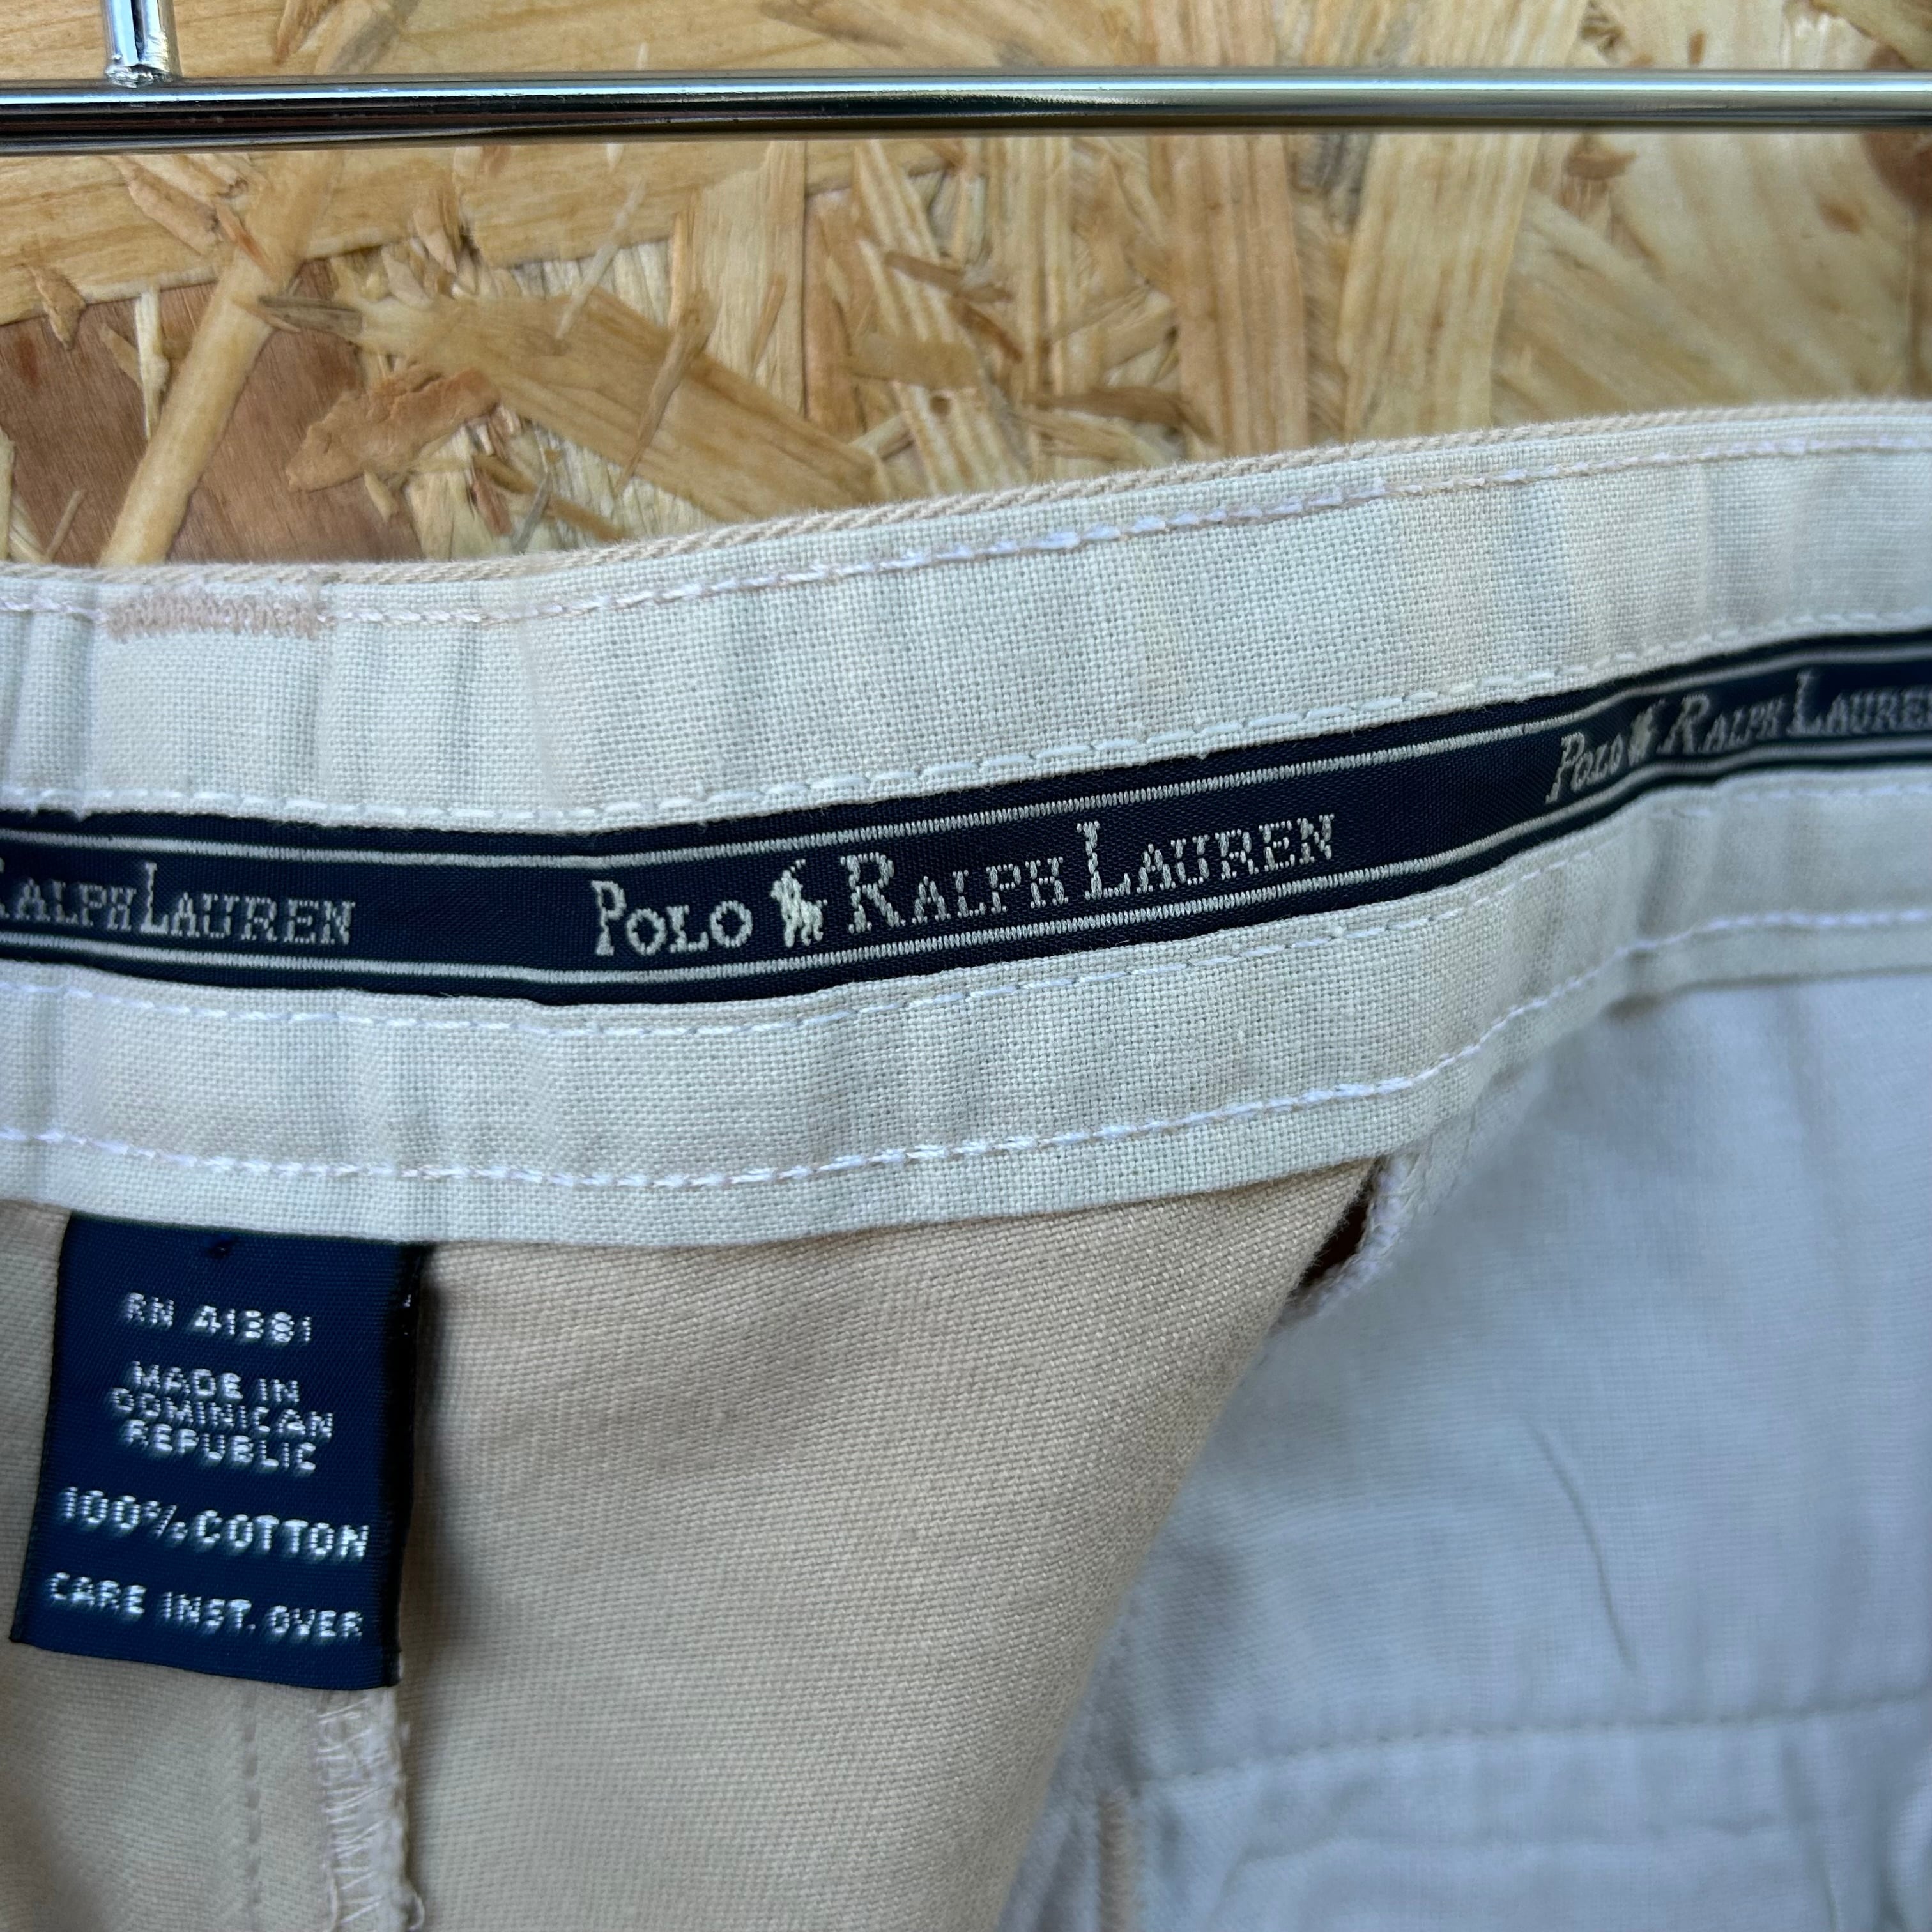 RALPH LAUREN
POLO RALPH LAUREN
POLO RALPH LAUREN
RN 41381
MADE IN
DOMINICAN
REPUBLIC
100% COTTON
CARE INST. OVER